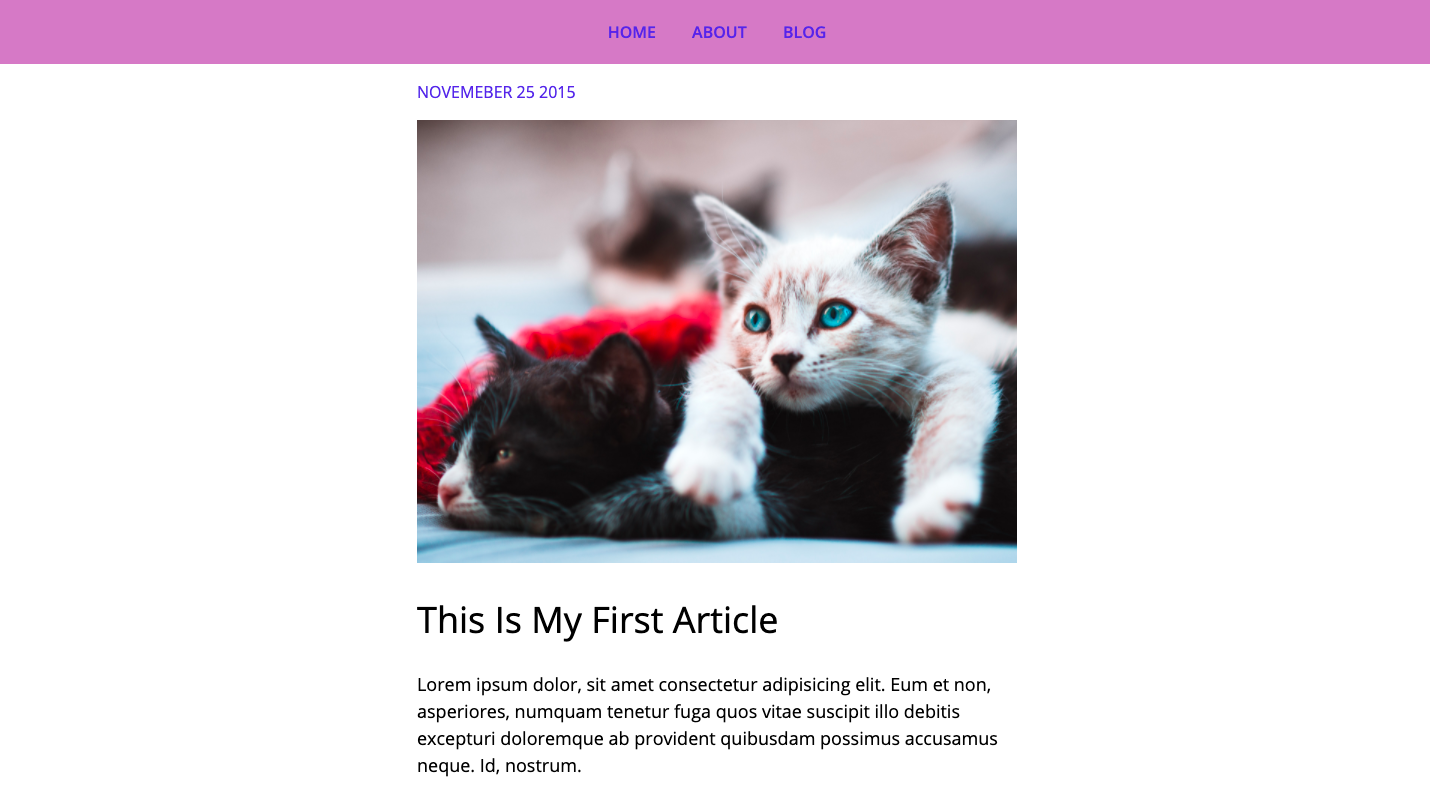 HOME ABOUT BLOG
NOVEMEBER 25 2015
This Is My First Article
Lorem ipsum dolor, sit amet consectetur adipisicing elit. Eum et non,
asperiores, numquam tenetur fuga quos vitae suscipit illo debitis
excepturi doloremque ab provident quibusdam possimus accusamus
neque. Id, nostrum.